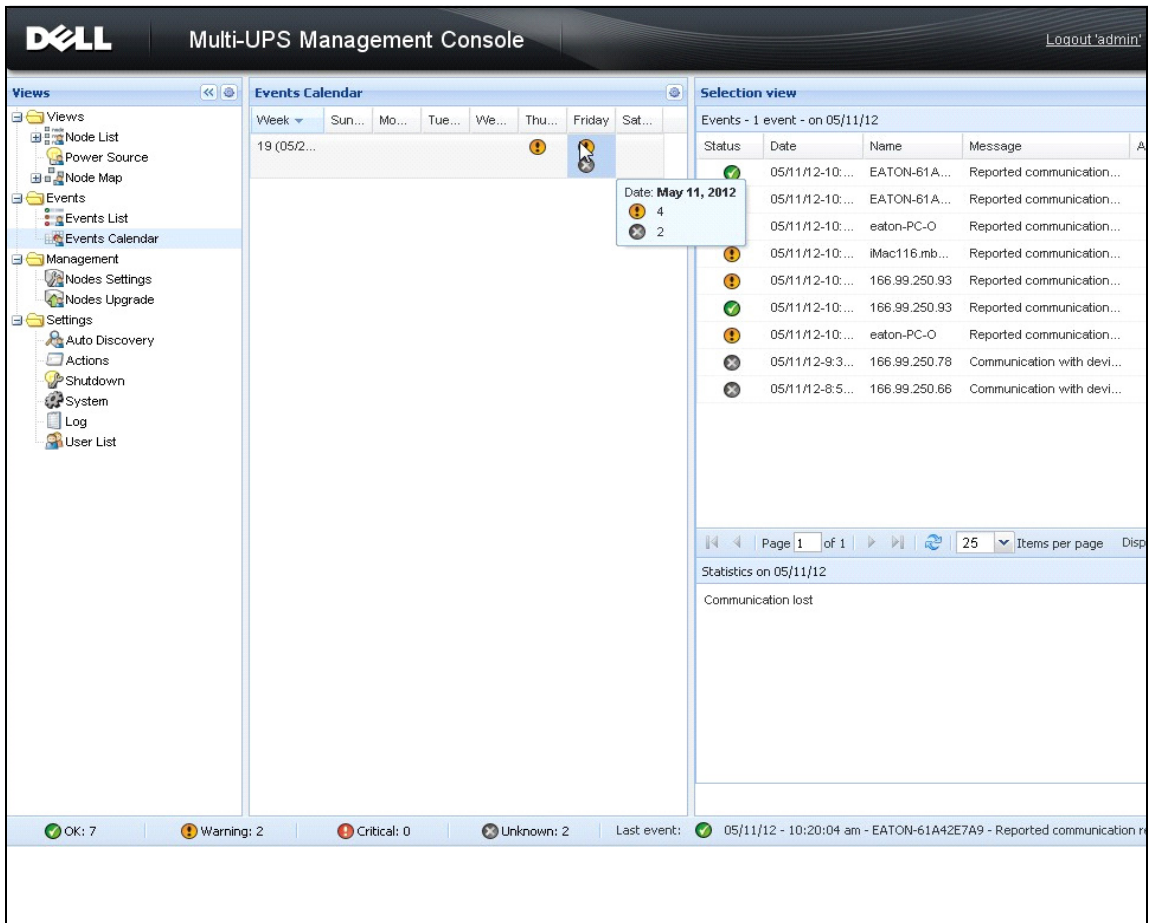 DELL Multi-UPS Management Console Logout 'admin'
Views
Views
Node List
Power Source
Node Map
Events
Events List
Events Calendar
Management
Nodes Settings
Nodes Upgrade
Settings
Auto Discovery
Actions
Shutdown
System
Log
User List
Events Calendar
Week Sun... Mo... Tue... We... Thu... Friday Sat...
19 (05/2...
Date: May 11, 2012
4
2
Selection view
Events - 1 event - on 05/11/12
Status Date Name Message A
05/11/12-10:... EATON-61A... Reported communication...
05/11/12-10:... EATON-61A... Reported communication...
05/11/12-10:... eaton-PC-O Reported communication...
05/11/12-10:... iMac116.mb... Reported communication...
05/11/12-10:... 166.99.250.93 Reported communication...
05/11/12-10:... 166.99.250.93 Reported communication...
05/11/12-10:... eaton-PC-O Reported communication...
05/11/12-9:3... 166.99.250.78 Communication with devi...
05/11/12-8:5... 166.99.250.66 Communication with devi...
Page 1 of 1 25 Items per page Disp
Statistics on 05/11/12
Communication lost
OK: 7 Warning: 2 Critical: 0 Unknown: 2 Last event: 05/11/12 - 10:20:04 am - EATON-61A42E7A9 - Reported communication re